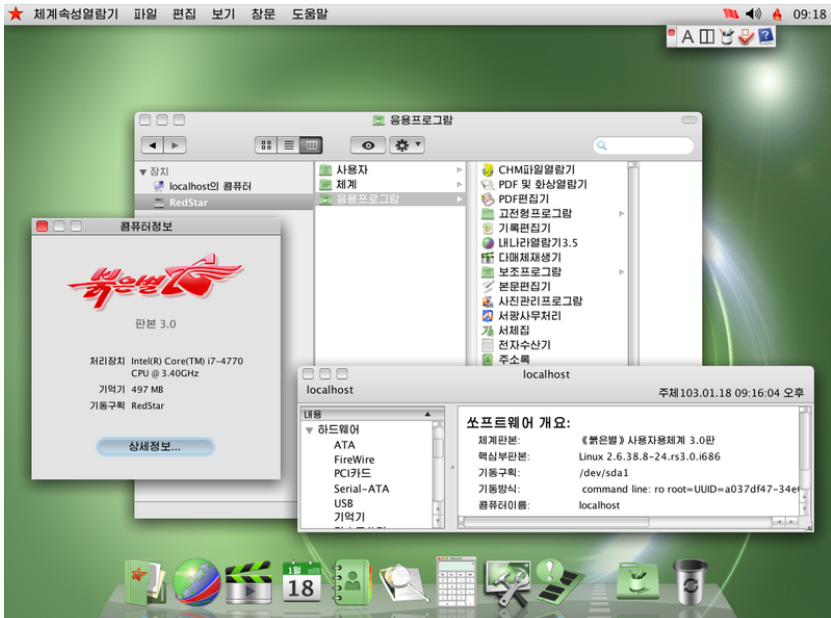 체계속성열람기 파일 편집 보기 창문 도움말 09:18
A
응용프로그람
장치
localhost의 콤퓨터
RedStar
사용자
체계
응용프로그람
CHM파일열람기
PDF 및 화상열람기
PDF편집기
고전형프로그람
기록편집기
내나라열람기3.5
다매체재생기
보조프로그람
본문편집기
사진관리프로그람
서광사무처리
서체집
전자수산기
주소록
콤퓨터정보
붉은별
판본 3.0
처리장치 Intel(R) Core(TM) i7-4770
CPU @ 3.40GHz
기억기 497 MB
기동구획 RedStar
상세정보...
localhost
localhost
주체103.01.18 09:16:04 오후
내용
하드웨어
ATA
FireWire
PCI카드
Serial-ATA
USB
기억기
쏘프트웨어 개요:
체계판본: 《붉은별》사용자용체계 3.0판
핵심부판본: Linux 2.6.38.8-24.rs3.0.i686
기동구획: /dev/sda1
기동방식: command line: ro root=UUID=a037df47-34e
콤퓨터이름: localhost
1월
18